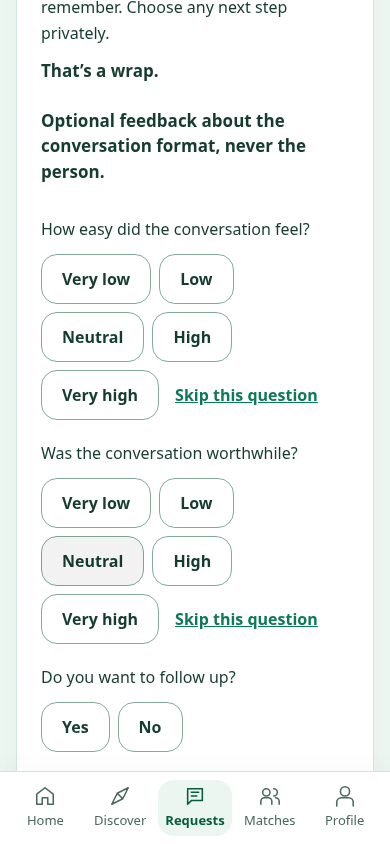 remember. Choose any next step
privately.
That’s a wrap.
Optional feedback about the
conversation format, never the
person.
How easy did the conversation feel?
Very low
Low
Neutral
High
Very high
Skip this question
Was the conversation worthwhile?
Very low
Low
Neutral
High
Very high
Skip this question
Do you want to follow up?
Yes
No
Home
Discover
Requests
Matches
Profile